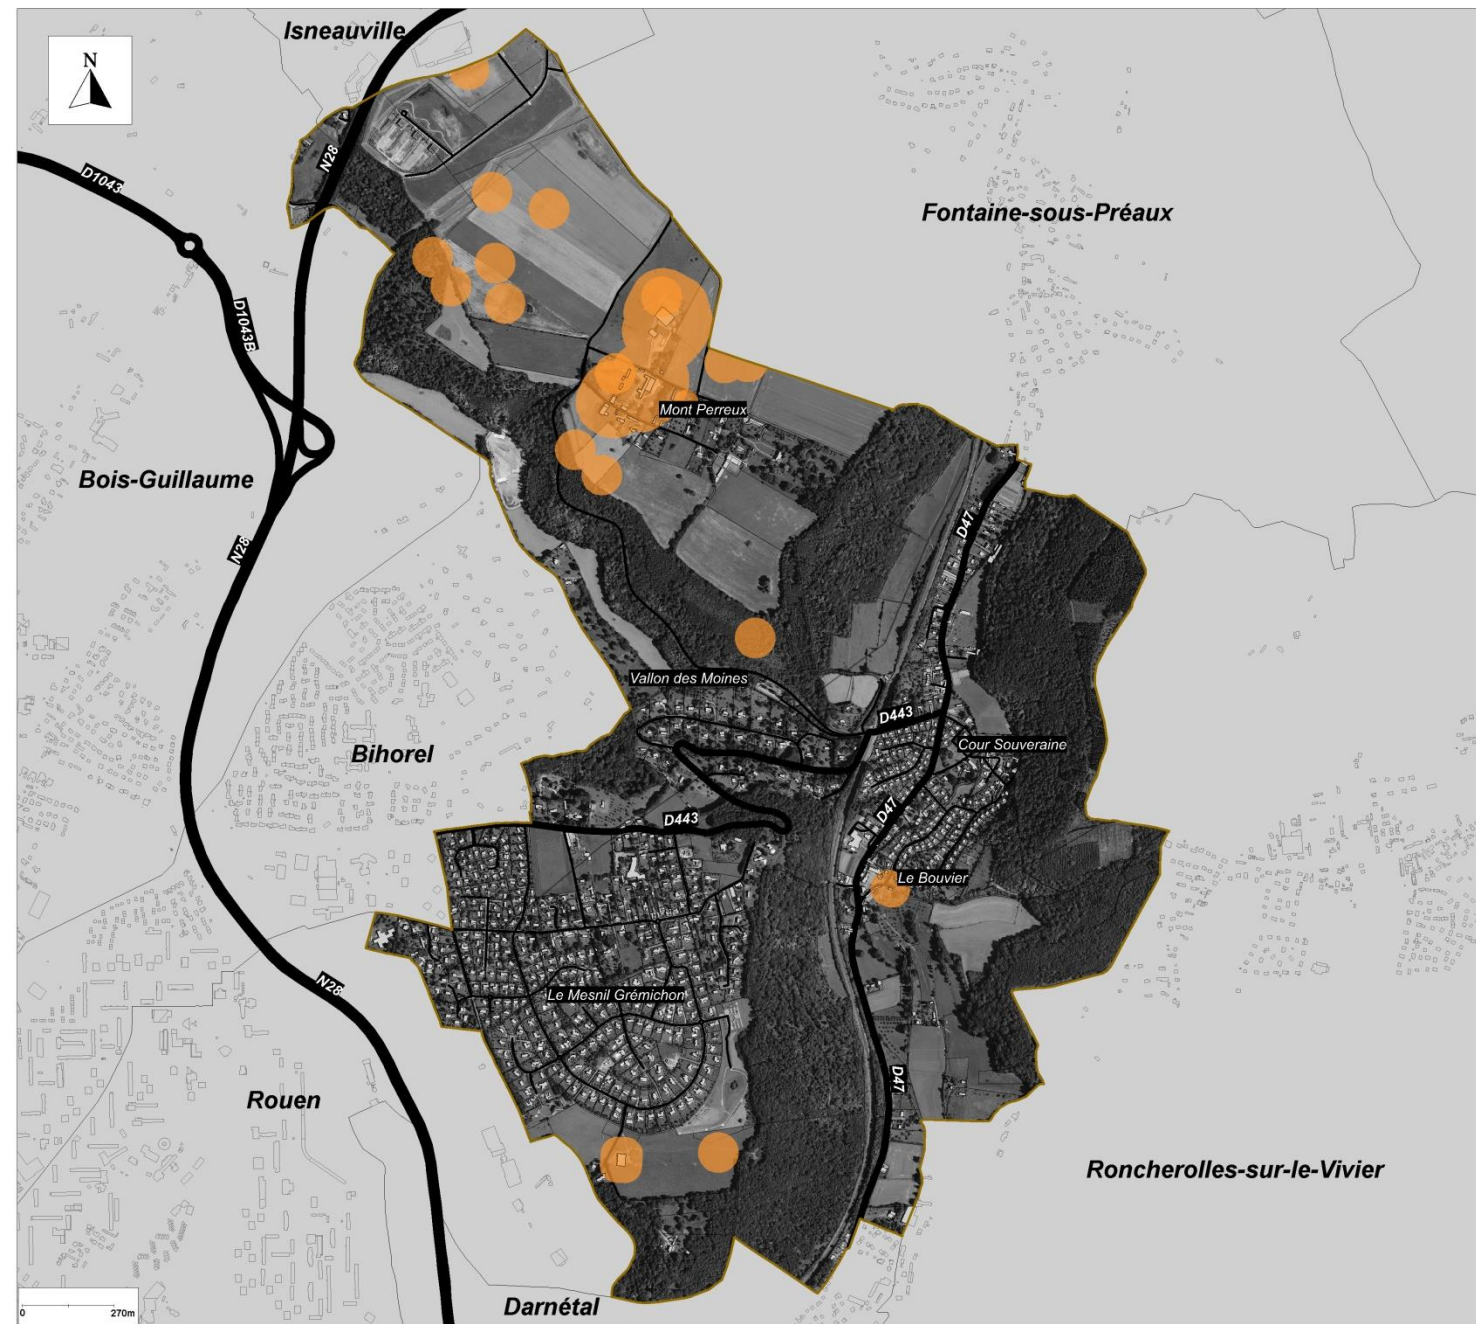 Isneauville
N
N28
D1043
Fontaine-sous-Préaux
D1043B
Mont Perreux
Bois-Guillaume
D47
N28
Vallon des Moines
D443
Cour Souveraine
Bihorel
D47
D443
Le Bouvier
N28
Le Mesnil Grémichon
D47
Rouen
Roncherolles-sur-le-Vivier
Darnétal
0 270m